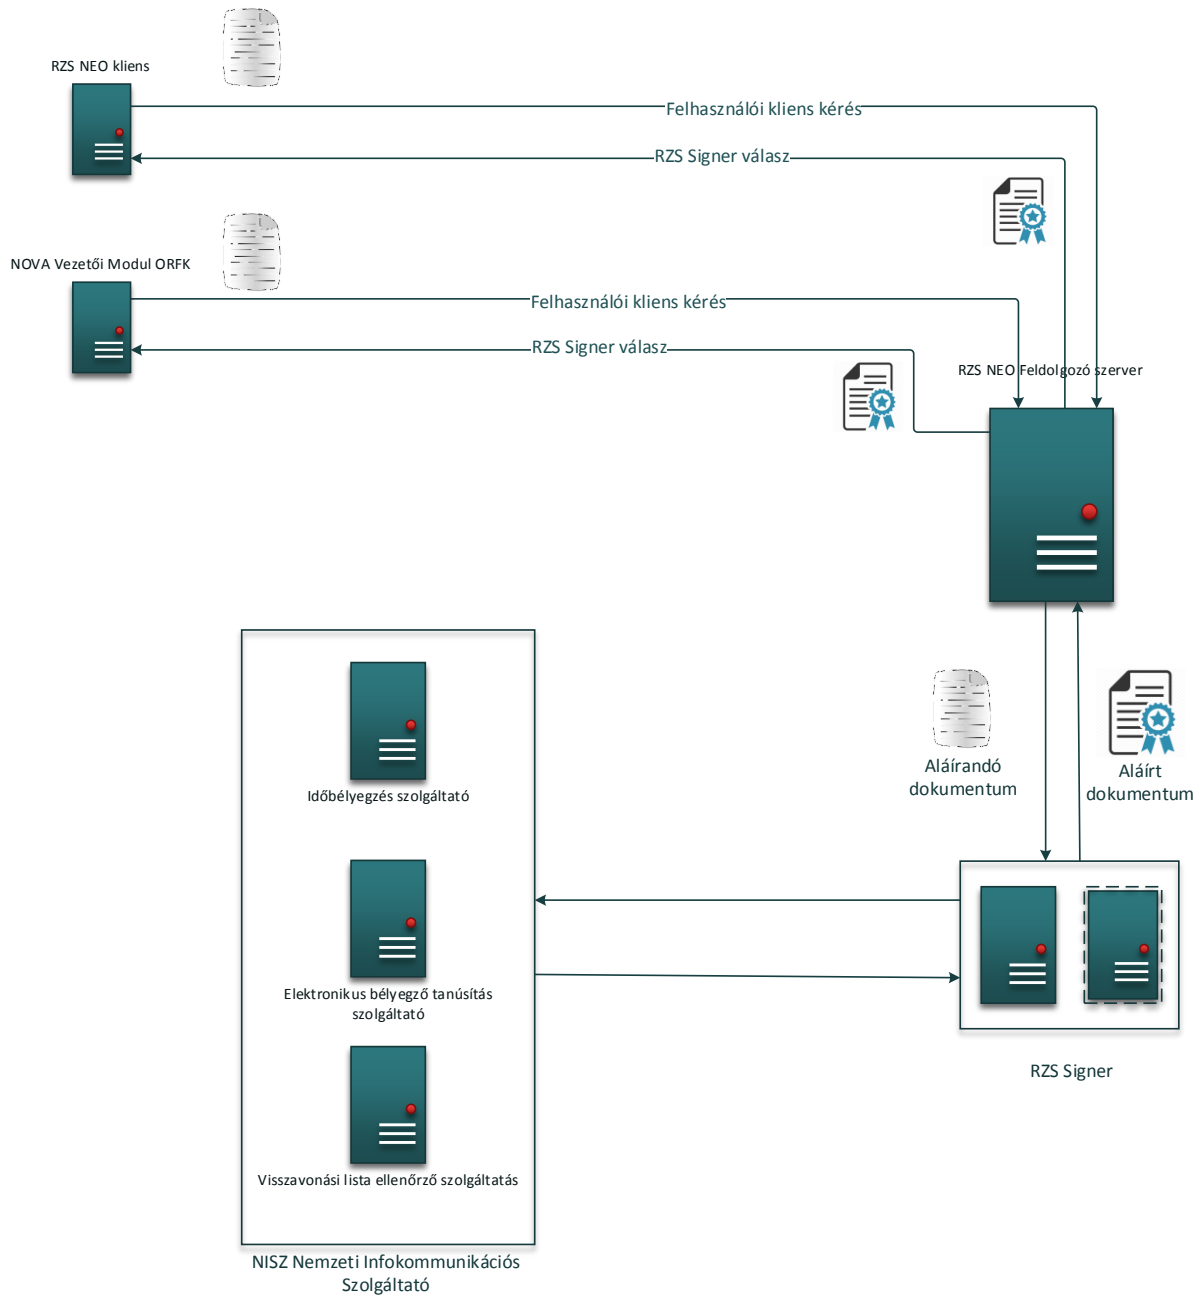 RZS NEO kliens
Felhasználói kliens kérés
RZS Signer válasz
NOVA Vezetői Modul ORFK
Felhasználói kliens kérés
RZS Signer válasz
RZS NEO Feldolgozó szerver
Aláírandó
dokumentum
Aláírt
dokumentum
Időbélyegzés szolgáltató
Elektronikus bélyegző tanúsítás
szolgáltató
Visszavonási lista ellenőrző szolgáltatás
RZS Signer
NISZ Nemzeti Infokommunikációs
Szolgáltató